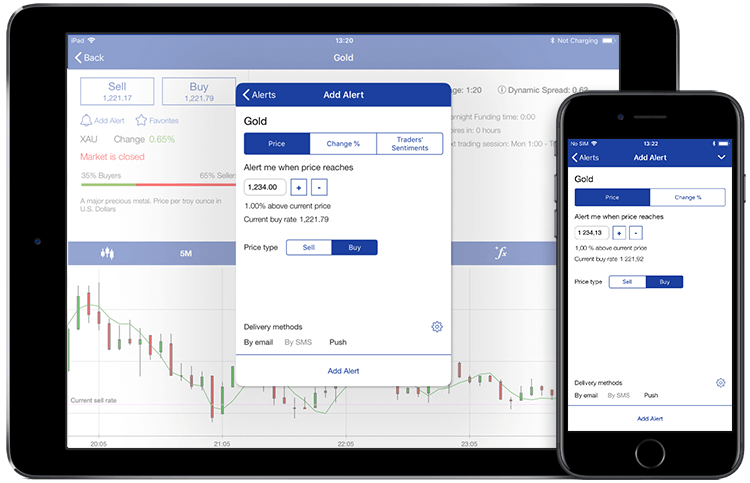 iPad 13:20 Not Charging
Back Gold
Sell
1,221.17
Buy
1,221.79
Add Alert Favorites
XAU Change 0.65%
Market is closed
35% Buyers 65% Sellers
A major precious metal. Price per troy ounce in
U.S. Dollars
1:20 Dynamic Spread: 0.62
Funding time: 0:00
in: 0 hours
trading session: Mon 1:00 - T
5M
fx
Current sell rate
20:05 21:05 22:05 23:05
Alerts Add Alert
Gold
Price Change % Traders'
Sentiments
Alert me when price reaches
1,234.00 + -
1.00% above current price
Current buy rate 1,221.79
Price type Sell Buy
Delivery methods
By email By SMS Push
Add Alert
No SIM 13:22
Alerts Add Alert
Gold
Price Change %
Alert me when price reaches
1 234,13 + -
1,00 % above current price
Current buy rate 1 221,92
Price type Sell Buy
Delivery methods
By email By SMS Push
Add Alert